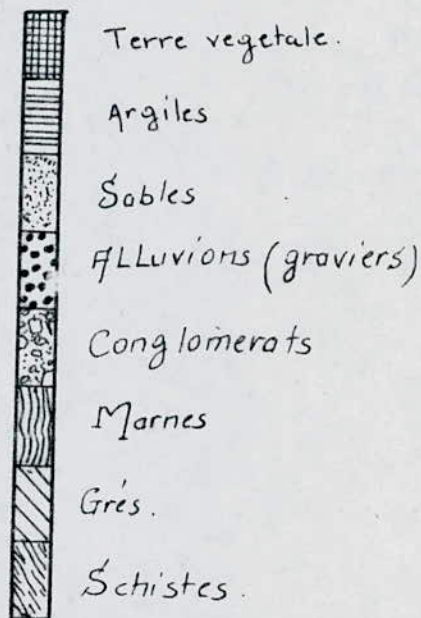 Terre vegetale.
Argiles
Sables
Alluvions (graviers)
Conglomerats
Marnes
Grés.
Schistes.